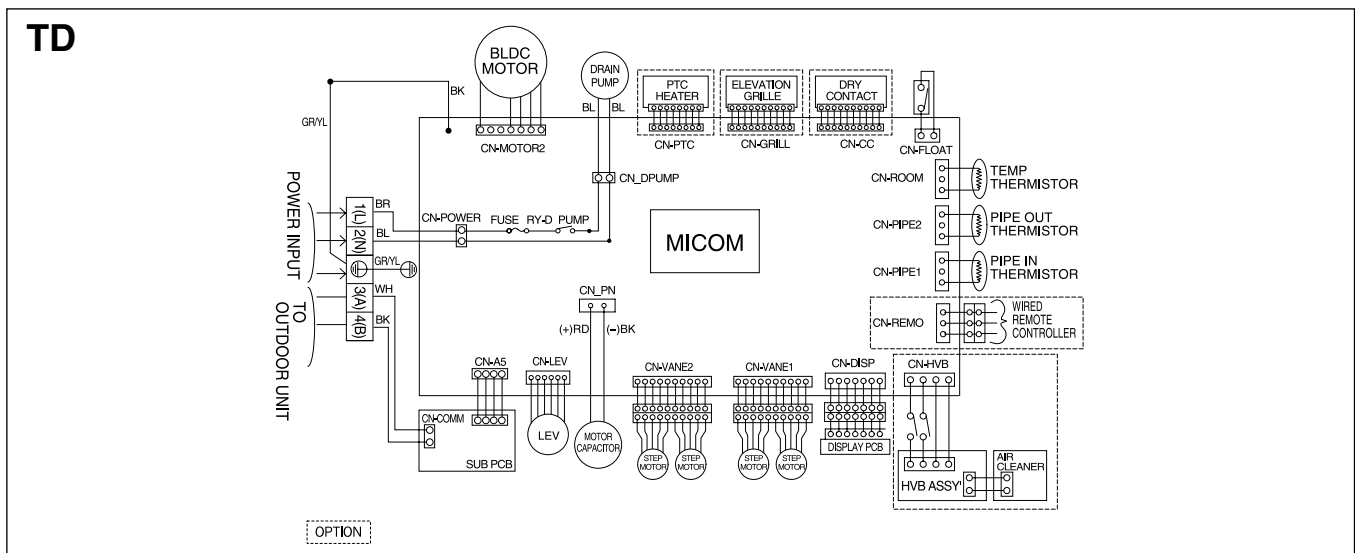 TD
BLDC
MOTOR
DRAIN
PUMP
PTC
HEATER
ELEVATION
GRILLE
DRY
CONTACT
BK
BL
BL
GR/YL
CN-MOTOR2
CN-PTC
CN-GRILL
CN-CC
CN-FLOAT
CN-ROOM
TEMP
THERMISTOR
CN_DPUMP
POWER INPUT
1(L)
BR
CN-POWER
FUSE
RY-D
PUMP
2(N)
BL
MICOM
CN-PIPE2
PIPE OUT
THERMISTOR
GR/YL
CN-PIPE1
PIPE IN
THERMISTOR
TO
OUTDOOR UNIT
3(A)
WH
4(B)
BK
CN_PN
(+)RD
(-)BK
CN-REMO
WIRED
REMOTE
CONTROLLER
CN-A5
CN-LEV
CN-VANE2
CN-VANE1
CN-DISP
CN-HVB
CN-COMM
SUB PCB
LEV
MOTOR
CAPACITOR
STEP
MOTOR
STEP
MOTOR
STEP
MOTOR
STEP
MOTOR
DISPLAY PCB
HVB ASSY'
AIR
CLEANER
OPTION